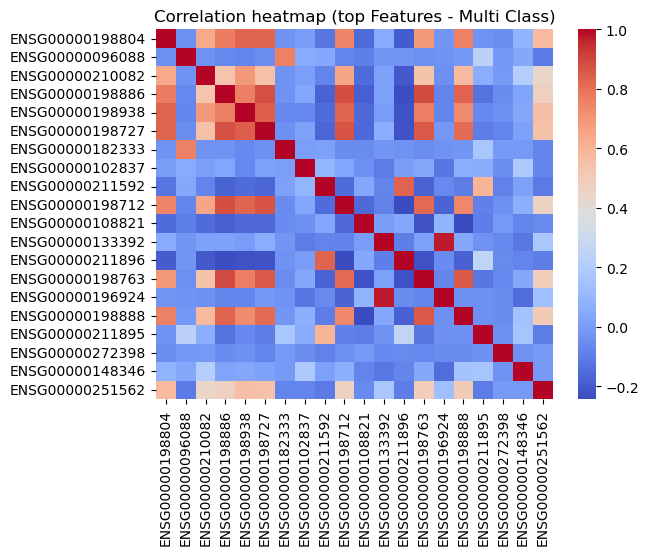 Correlation heatmap (top Features - Multi Class)
ENSG00000198804
ENSG00000096088
ENSG00000210082
ENSG00000198886
ENSG00000198938
ENSG00000198727
ENSG00000182333
ENSG00000102837
ENSG00000211592
ENSG00000198712
ENSG00000108821
ENSG00000133392
ENSG00000211896
ENSG00000198763
ENSG00000196924
ENSG00000198888
ENSG00000211895
ENSG00000272398
ENSG00000148346
ENSG00000251562
ENSG00000198804
ENSG00000096088
ENSG00000210082
ENSG00000198886
ENSG00000198938
ENSG00000198727
ENSG00000182333
ENSG00000102837
ENSG00000211592
ENSG00000198712
ENSG00000108821
ENSG00000133392
ENSG00000211896
ENSG00000198763
ENSG00000196924
ENSG00000198888
ENSG00000211895
ENSG00000272398
ENSG00000148346
ENSG00000251562
1.0
0.8
0.6
0.4
0.2
0.0
−0.2